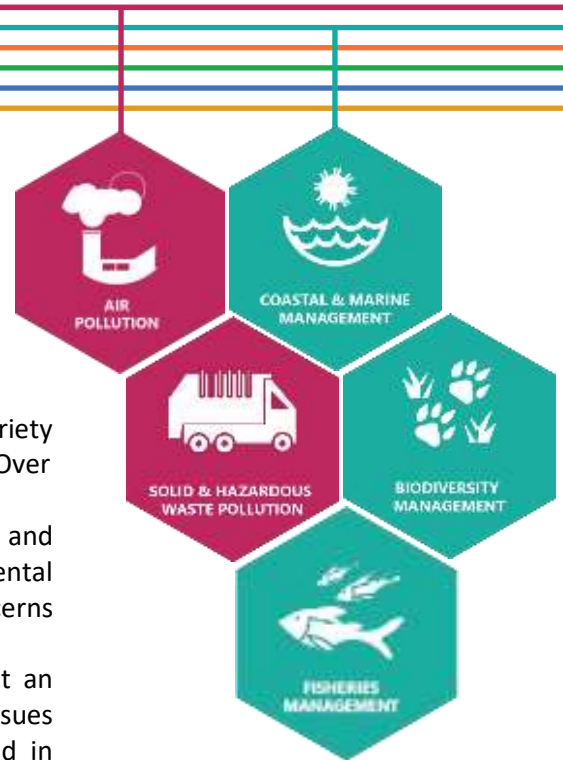 AIR
POLLUTION
COASTAL & MARINE
MANAGEMENT
SOLID & HAZARDOUS
WASTE POLLUTION
BIODIVERSITY
MANAGEMENT
FISHERIES
MANAGEMENT
riety
Over
and
ental
cerns
t an
sues
d in